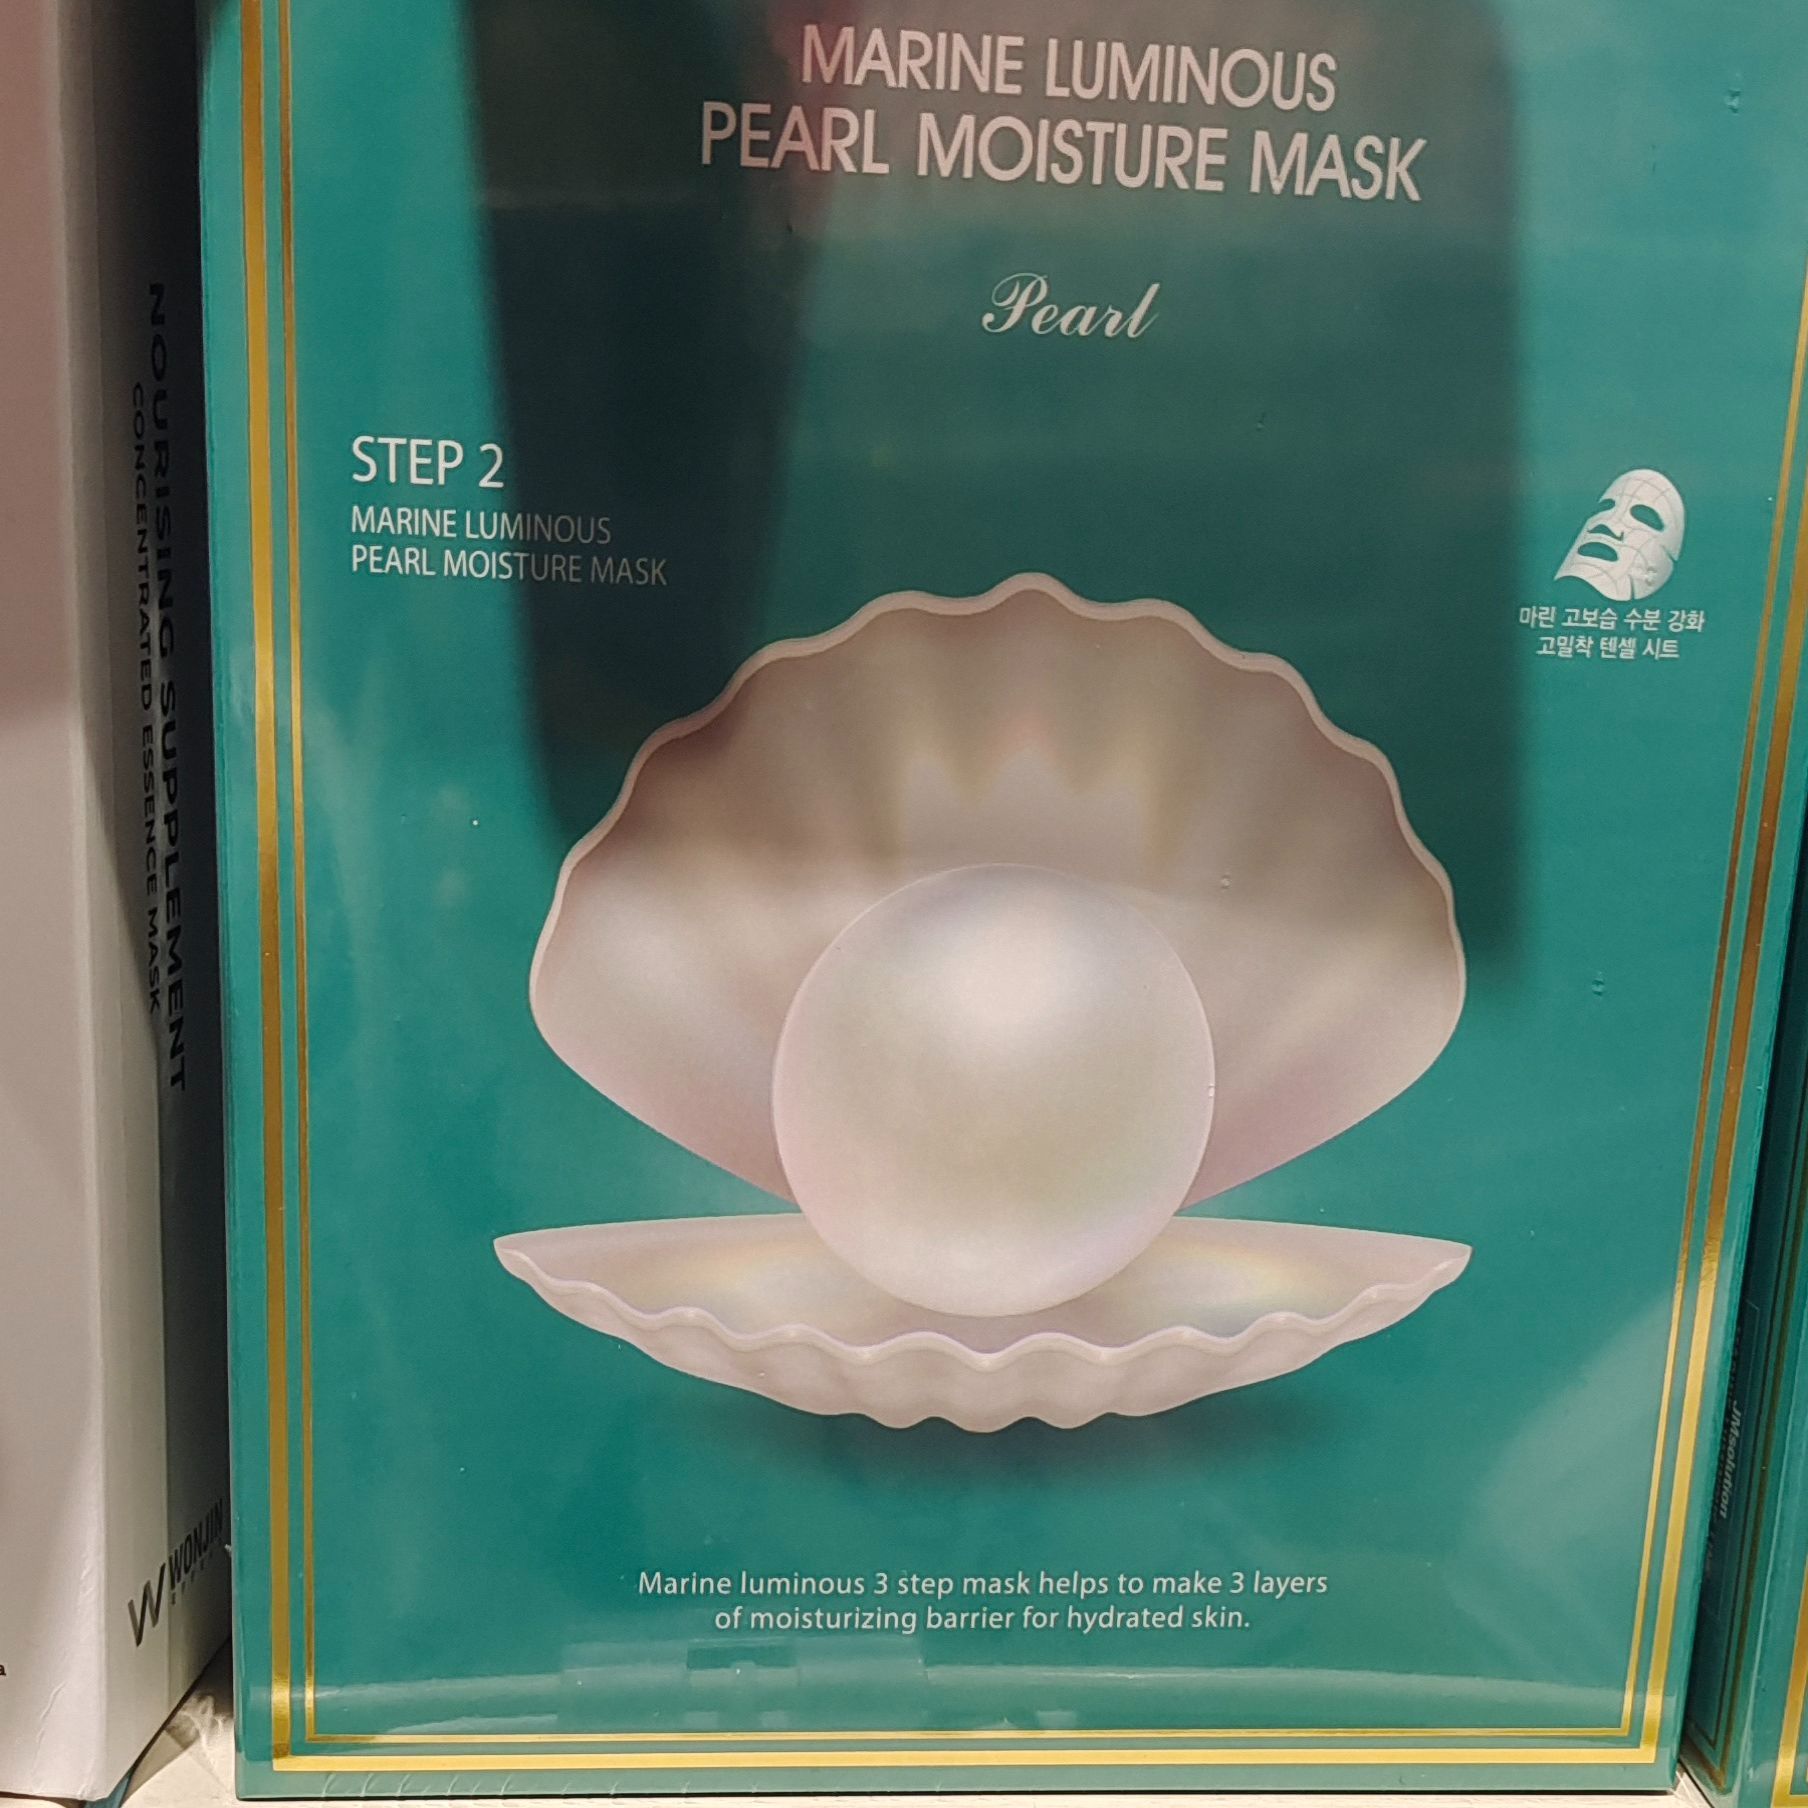 MARINE LUMINOUS
PEARL MOISTURE MASK
Pearl
STEP 2
MARINE LUMINOUS
PEARL MOISTURE MASK
마린 고보습 수분 강화
고밀착 텐셀 시트
Marine luminous 3 step mask helps to make 3 layers
of moisturizing barrier for hydrated skin.
NOURISING SUPPLEMENT
CONCENTRATED ESSENCE MASK
W WONJIN
JMsolution